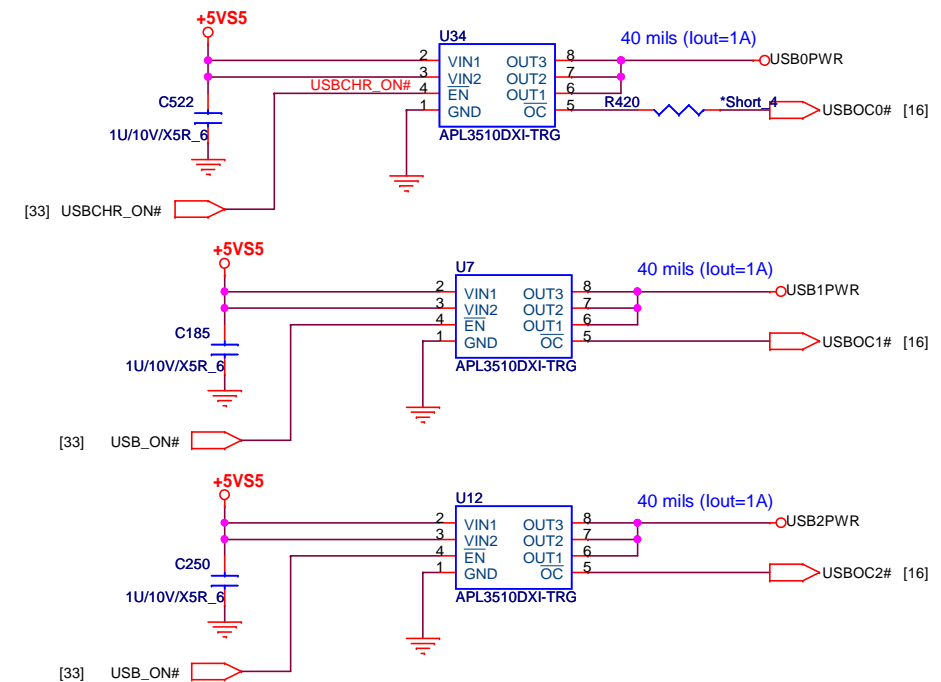 +5VS5
U34
40 mils (Iout=1A)
2 VIN1 OUT3 8 USB0PWR
3 VIN2 OUT2 7
USBCHR_ON# 4 EN OUT1 6
C522 1 GND OC 5 R420 *Short_4 USBOC0# [16]
1U/10V/X5R_6 APL3510DXI-TRG
[33] USBCHR_ON#
+5VS5
U7
40 mils (Iout=1A)
2 VIN1 OUT3 8 USB1PWR
3 VIN2 OUT2 7
4 EN OUT1 6
C185 1 GND OC 5 USBOC1# [16]
1U/10V/X5R_6 APL3510DXI-TRG
[33] USB_ON#
+5VS5
U12
40 mils (Iout=1A)
2 VIN1 OUT3 8 USB2PWR
3 VIN2 OUT2 7
4 EN OUT1 6
C250 1 GND OC 5 USBOC2# [16]
1U/10V/X5R_6 APL3510DXI-TRG
[33] USB_ON#